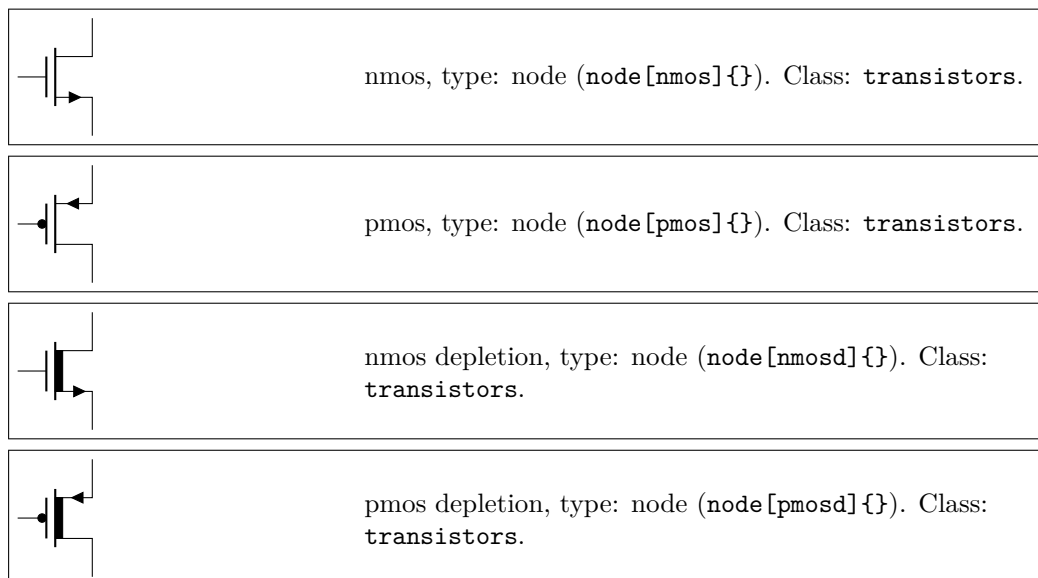 nmos, type: node (node[nmos]{}). Class: transistors.
pmos, type: node (node[pmos]{}). Class: transistors.
nmos depletion, type: node (node[nmosd]{}). Class:
transistors.
pmos depletion, type: node (node[pmosd]{}). Class:
transistors.